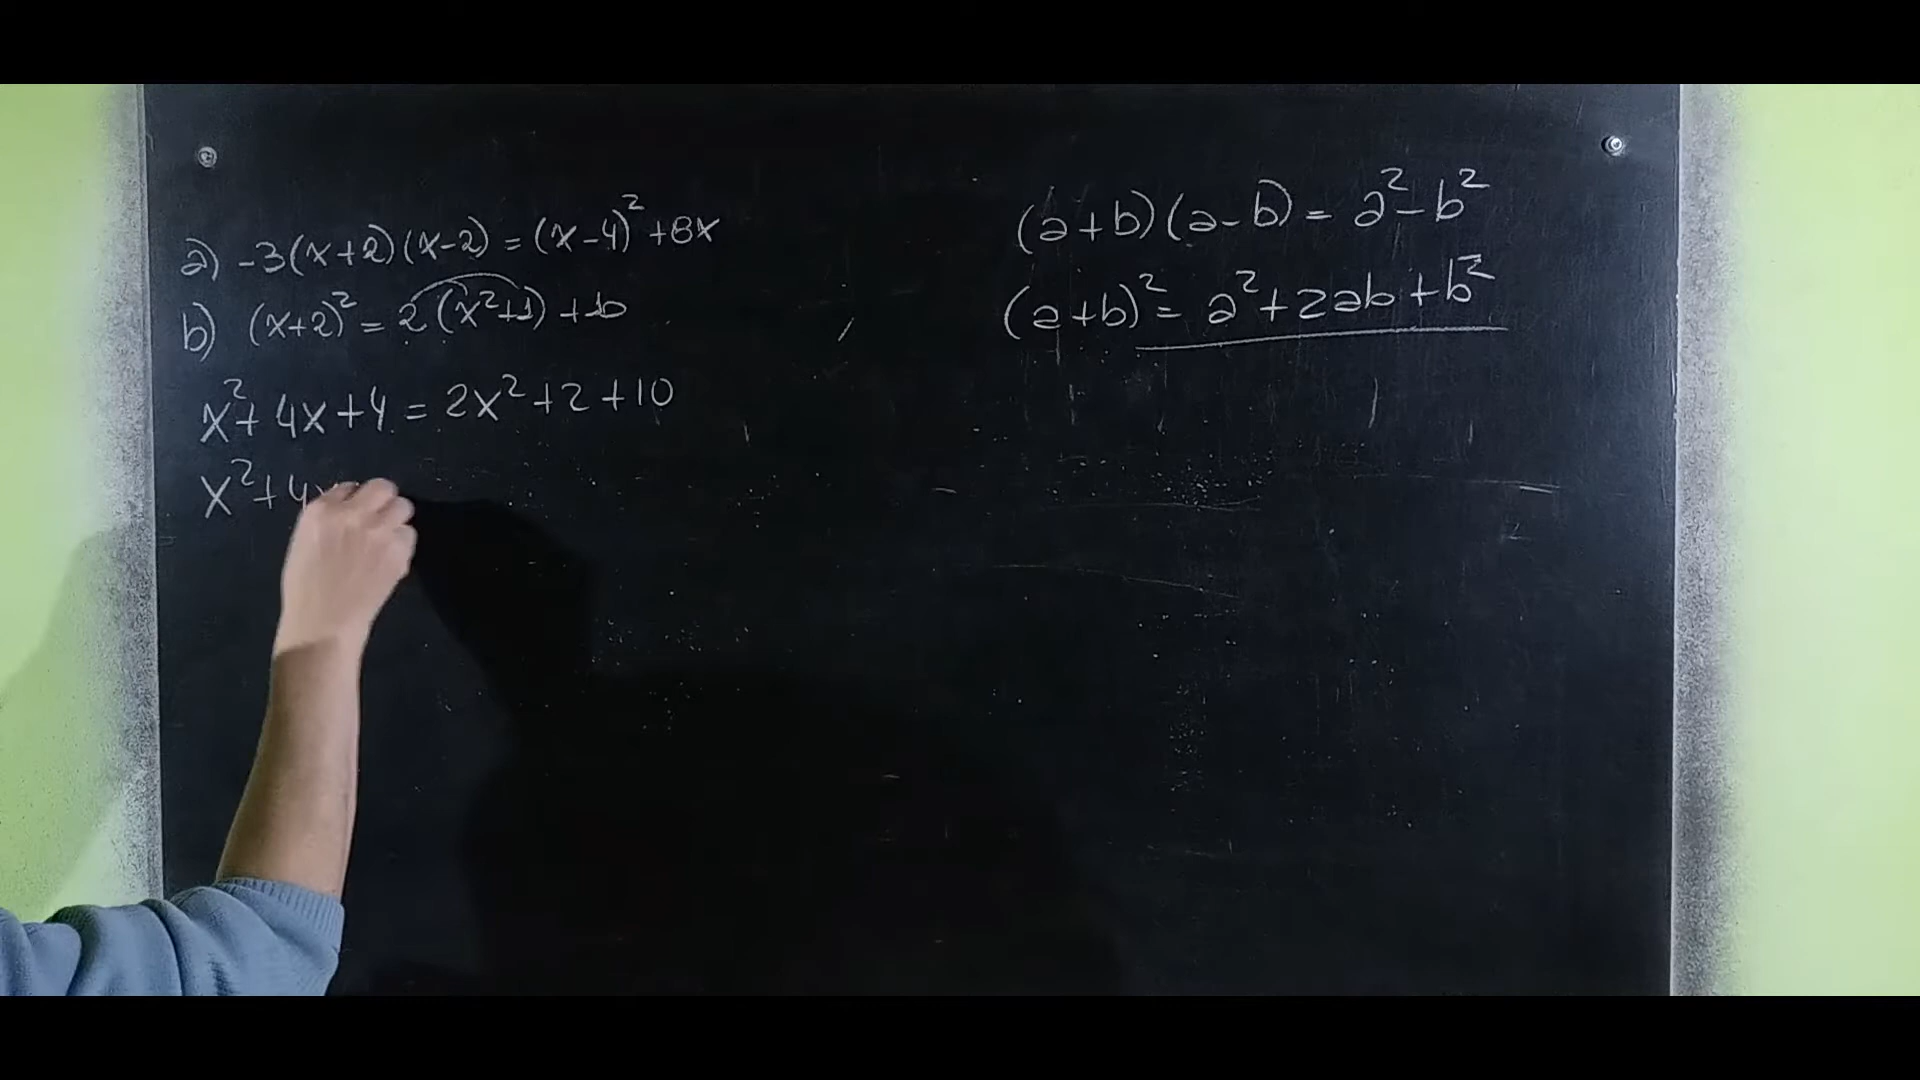 a) -3(x+2)(x-2) = (x-4)² +8x
b) (x+2)² = 2(x²+1) +10
x²+4x+4 = 2x²+2+10
x²+4x
(a+b)(a-b) = a²-b²
(a+b)² = a²+2ab+b²